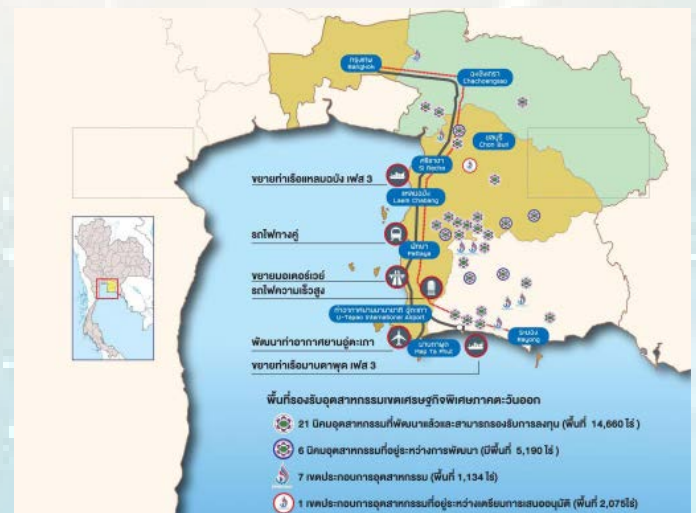 กรุงเทพ
Bangkok
ฉะเชิงเทรา
Chachoengsao
ชลบุรี
Chon Buri
ศรีราชา
Si Racha
ขยายท่าเรือแหลมฉบัง เฟส 3
แหลมฉบัง
Laem Chabang
รถไฟทางคู่
พัทยา
Pattaya
ขยายมอเตอร์เวย์
รถไฟความเร็วสูง
ท่าอากาศยานนานาชาติ อู่ตะเภา
U-Tapao International Airport
ระยอง
Rayong
พัฒนาท่าอากาศยานอู่ตะเภา
มาบตาพุด
Map Ta Phut
ขยายท่าเรือมาบตาพุด เฟส 3
พื้นที่รองรับอุตสาหกรรมเขตเศรษฐกิจพิเศษภาคตะวันออก
21 นิคมอุตสาหกรรมที่พัฒนาแล้วและสามารถรองรับการลงทุน (พื้นที่ 14,660 ไร่ )
6 นิคมอุตสาหกรรมที่อยู่ระหว่างการพัฒนา (มีพื้นที่ 5,190 ไร่ )
7 เขตประกอบการอุตสาหกรรม (พื้นที่ 1,134 ไร่)
1 เขตประกอบการอุตสาหกรรมที่อยู่ระหว่างเตรียมการเสนออนุมัติ (พื้นที่ 2,075ไร่)